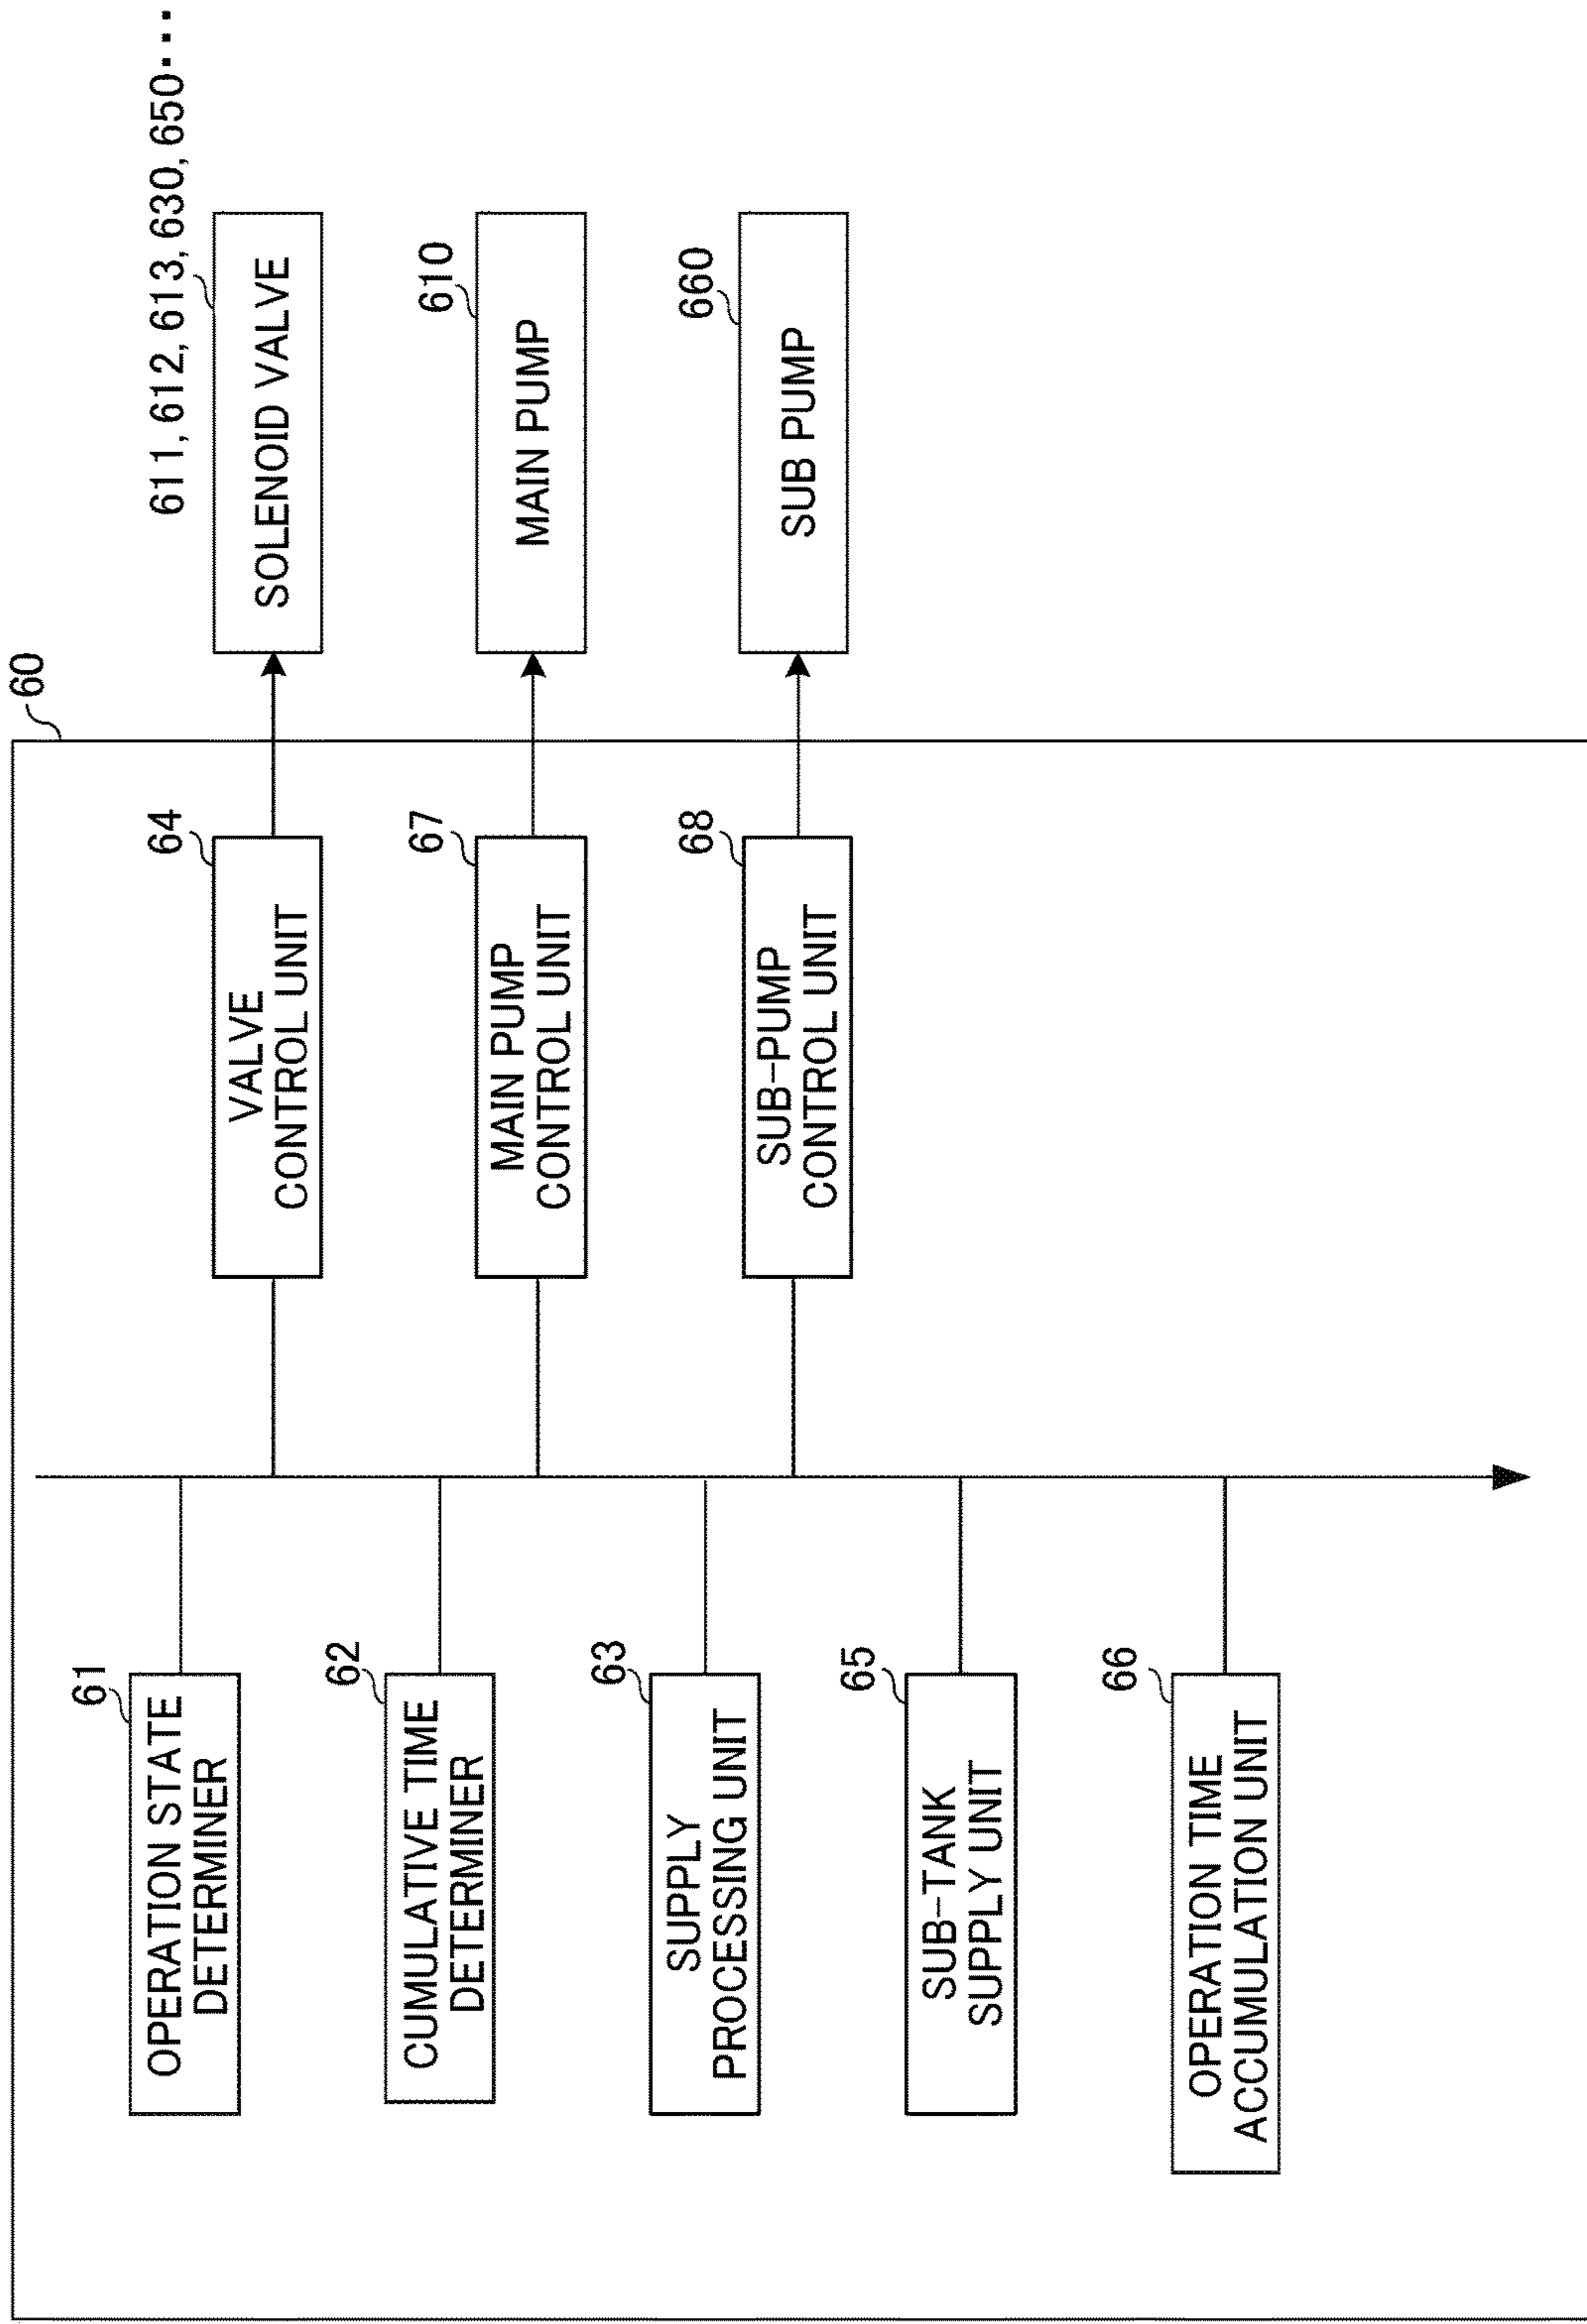 60
61
OPERATION STATE
DETERMINER
62
CUMULATIVE TIME
DETERMINER
63
SUPPLY
PROCESSING UNIT
65
SUB-TANK
SUPPLY UNIT
66
OPERATION TIME
ACCUMULATION UNIT
64
VALVE
CONTROL UNIT
67
MAIN PUMP
CONTROL UNIT
68
SUB-PUMP
CONTROL UNIT
611, 612, 613, 630, 650···
SOLENOID VALVE
610
MAIN PUMP
660
SUB PUMP